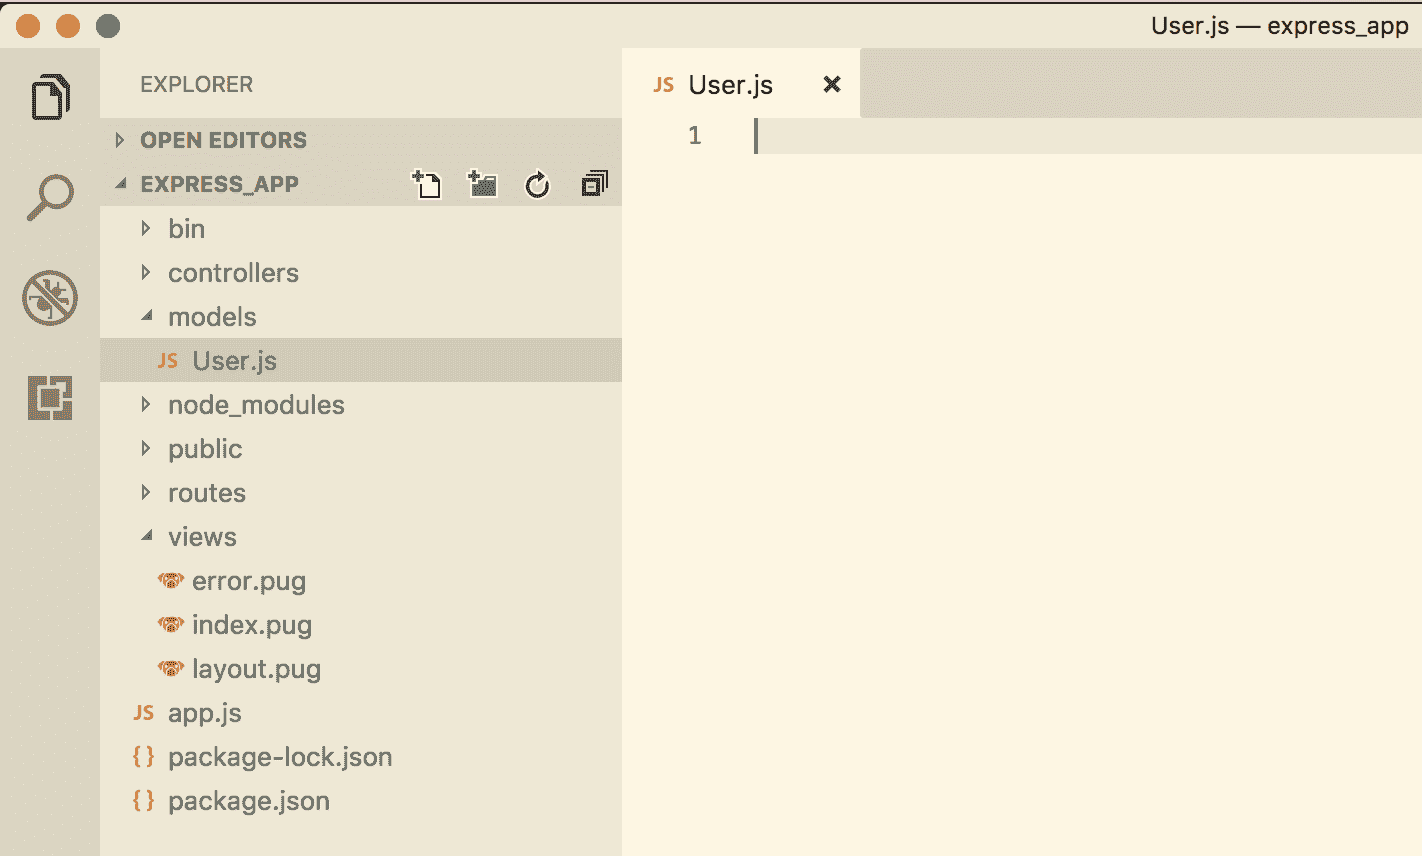 User.js — express_app
EXPLORER
OPEN EDITORS
EXPRESS_APP
bin
controllers
models
JS User.js
node_modules
public
routes
views
error.pug
index.pug
layout.pug
JS app.js
{} package-lock.json
{} package.json
JS User.js
1